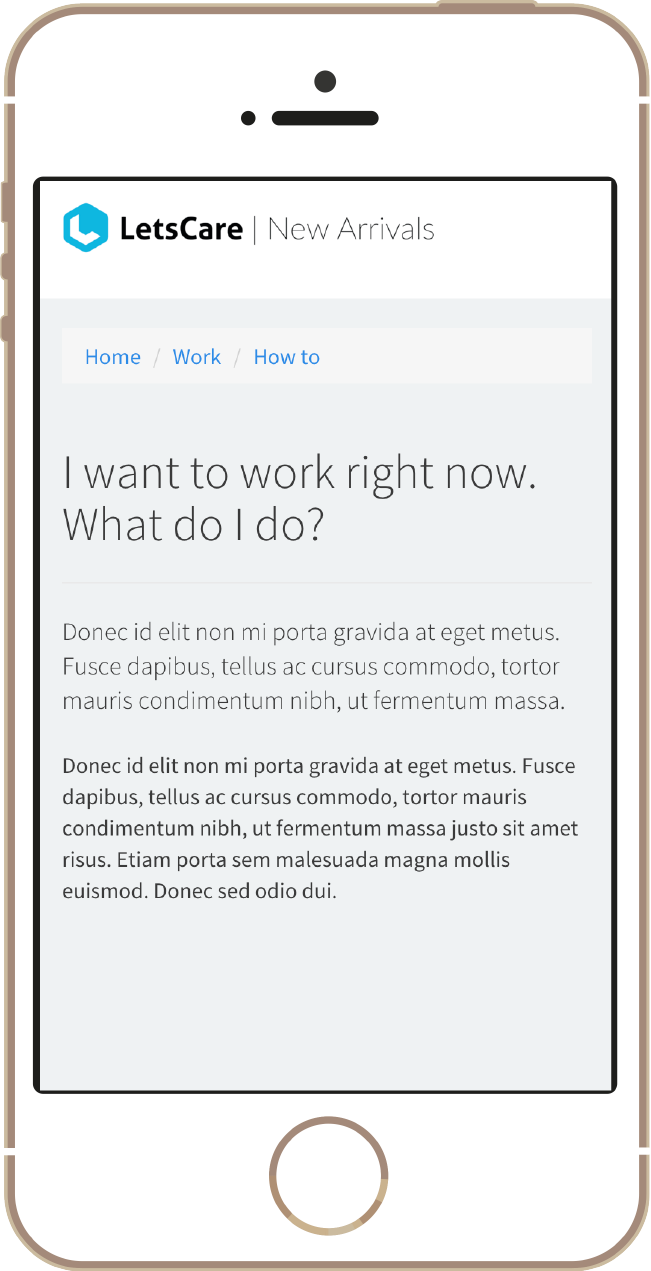 LetsCare | New Arrivals
Home / Work / How to
I want to work right now.
What do I do?
Donec id elit non mi porta gravida at eget metus.
Fusce dapibus, tellus ac cursus commodo, tortor
mauris condimentum nibh, ut fermentum massa.
Donec id elit non mi porta gravida at eget metus. Fusce
dapibus, tellus ac cursus commodo, tortor mauris
condimentum nibh, ut fermentum massa justo sit amet
risus. Etiam porta sem malesuada magna mollis
euismod. Donec sed odio dui.